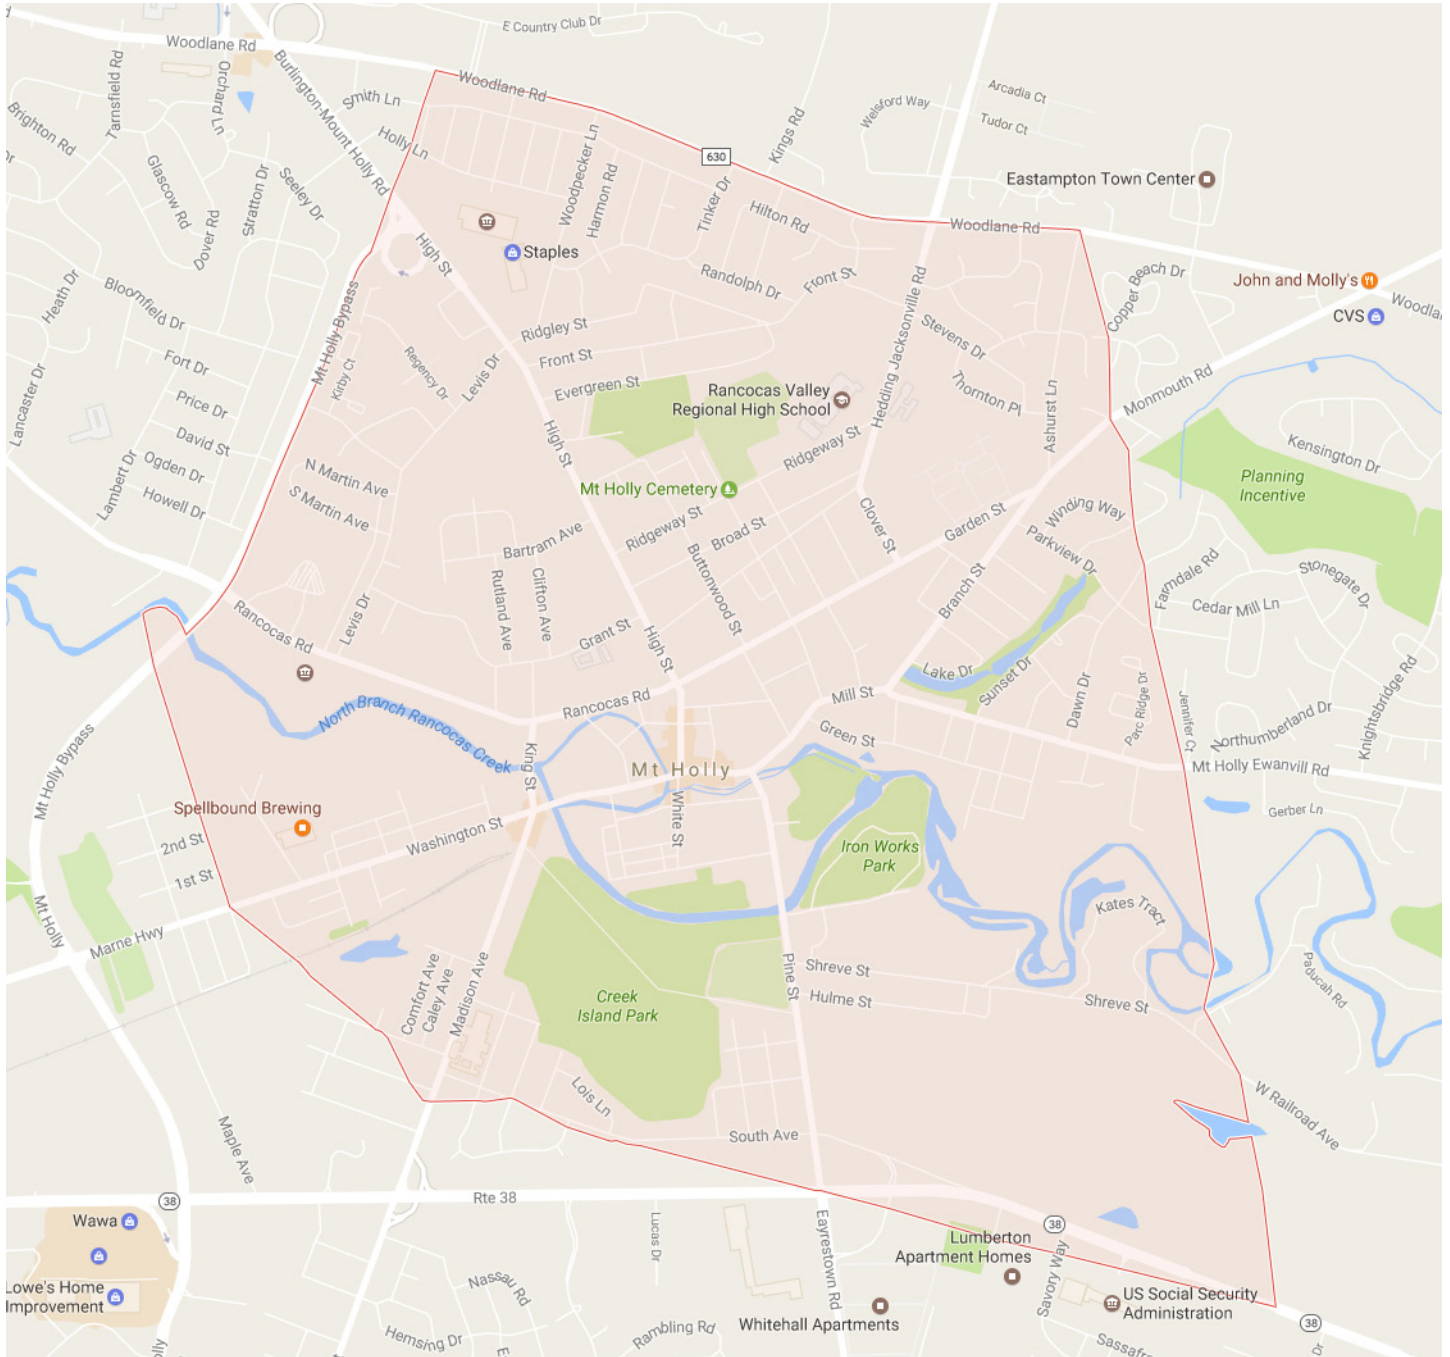 E Country Club Dr
Woodlane Rd
Woodlane Rd
Burlington-Mount Holly Rd
Orchard Ln
Tarnsfield Rd
Smith Ln
Holly Ln
Brighton Rd
Glascow Rd
Dover Rd
Stratton Dr
Seeley Dr
Woodpecker Ln
Harmon Rd
Tinker Dr
Hilton Rd
Kings Rd
630
Welsford Way
Arcadia Ct
Tudor Ct
Eastampton Town Center
Woodlane Rd
Staples
High St
Randolph Dr
Front St
Hedding Jacksonville Rd
Copper Beach Dr
John and Molly's
CVS
Heath Dr
Bloomfield Dr
Mt Holly Bypass
Ridgley St
Front St
Evergreen St
Levis Dr
Regency Dr
Kirby Ct
Fort Dr
Price Dr
David St
Ogden Dr
Howell Dr
Lambert Dr
Lancaster Dr
Stevens Dr
Thornton Pl
Ashurst Ln
Monmouth Rd
Rancocas Valley
Regional High School
Ridgeway St
High St
N Martin Ave
S Martin Ave
Mt Holly Cemetery
Ridgeway St
Broad St
Buttonwood St
Clover St
Garden St
Branch St
Winding Way
Parkview Dr
Kensington Dr
Planning
Incentive
Farmdale Rd
Stonegate Dr
Cedar Mill Ln
Bartram Ave
Rutland Ave
Clifton Ave
Grant St
High St
Levis Dr
Rancocas Rd
Rancocas Rd
North Branch Rancocas Creek
King St
Lake Dr
Sunset Dr
Mill St
Green St
Dawn Dr
Parc Ridge Dr
Jennifer Ct
Northumberland Dr
Knightsbridge Rd
Mt Holly Ewanvill Rd
Gerber Ln
Mt Holly
White St
Mt Holly Bypass
Spellbound Brewing
2nd St
1st St
Washington St
Iron Works
Park
Kates Tract
Mt Holly
Marne Hwy
Comfort Ave
Caley Ave
Madison Ave
Creek
Island Park
Pine St
Shreve St
Hulme St
Shreve St
Paducah Rd
W Railroad Ave
Lois Ln
South Ave
Maple Ave
38
Rte 38
38
Wawa
Lowe's Home
Improvement
Lucas Dr
Nassau Rd
Hemsing Dr
Eayrestown Rd
Rambling Rd
Whitehall Apartments
Lumberton
Apartment Homes
Savory Way
US Social Security
Administration
38
Dr